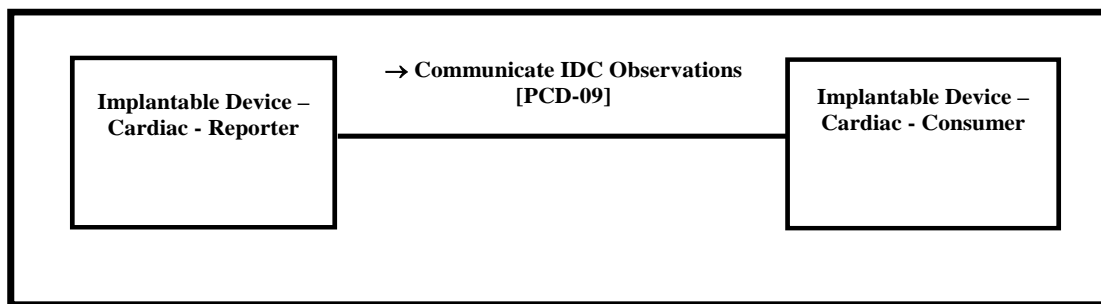 Implantable Device –
Cardiac - Reporter
→ Communicate IDC Observations
[PCD-09]
Implantable Device –
Cardiac - Consumer